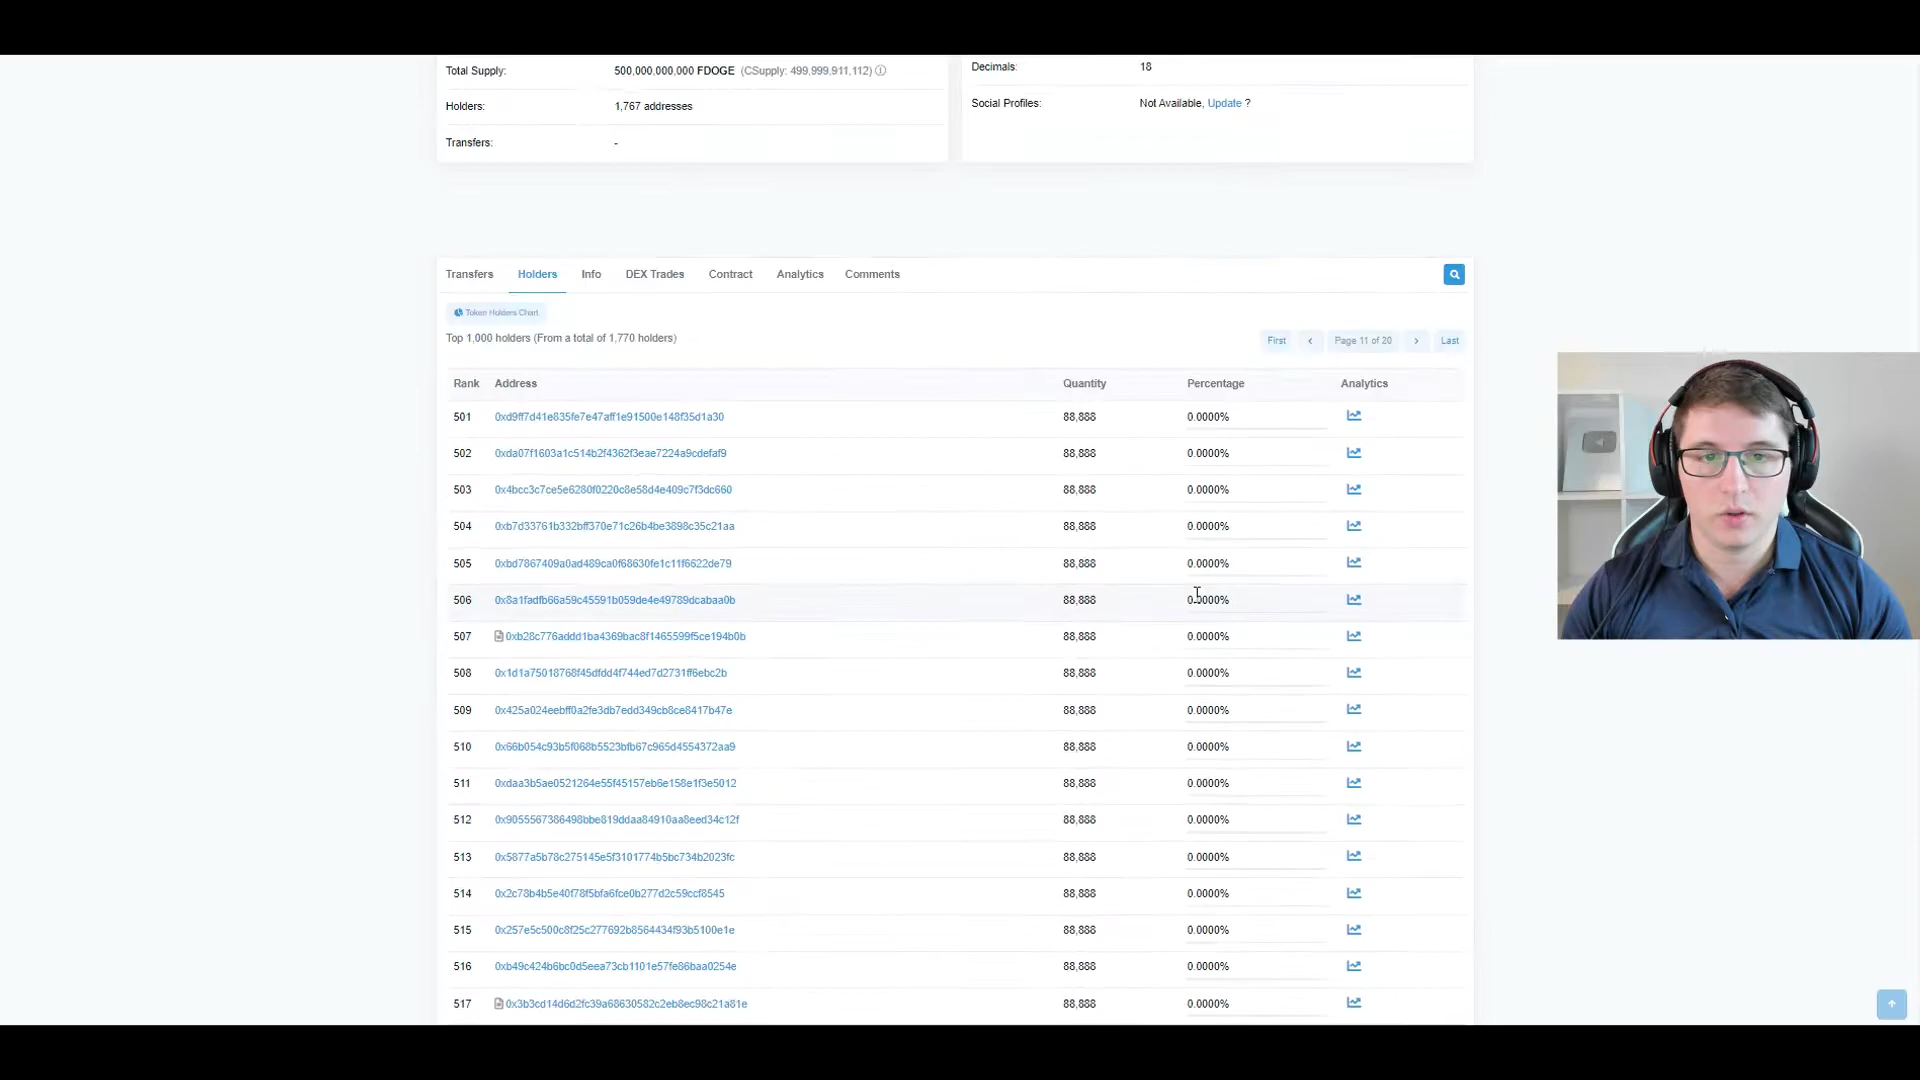 Total Supply: 500,000,000,000 FDOGE (CSupply: 499,999,911,112)
Decimals: 18
Holders: 1,767 addresses
Social Profiles: Not Available, Update ?
Transfers: -
Transfers Holders Info DEX Trades Contract Analytics Comments
Token Holders Chart
Top 1,000 holders (From a total of 1,770 holders)
First < Page 11 of 20 > Last
Rank Address Quantity Percentage Analytics
501 0xd9ff7d41e835fe7e47aff1e91500e148f35d1a30 88,888 0.0000%
502 0xda07f1603a1c514b2f4362f3eae7224a9cdefaf9 88,888 0.0000%
503 0x4bcc3c7ce5e6280f0220c8e58d4e409c7f3dc660 88,888 0.0000%
504 0xb7d33761b332bff370e71c26b4be3898c35c21aa 88,888 0.0000%
505 0xbd7867409a0ad489ca0f68630fe1c11f6622de79 88,888 0.0000%
506 0x8a1fadfb66a59c45591b059de4e49789dcabaa0b 88,888 0.0000%
507 0xb28c776addd1ba4369bac8f1465599f5ce194b0b 88,888 0.0000%
508 0x1d1a75018768f45dfdd4f744ed7d2731ff6ebc2b 88,888 0.0000%
509 0x425a024eebff0a2fe3db7edd349cb8ce8417b47e 88,888 0.0000%
510 0x66b054c93b5f068b5523bfb67c965d4554372aa9 88,888 0.0000%
511 0xdaa3b5ae0521264e55f45157eb6e158e1f3e5012 88,888 0.0000%
512 0x9055567386498bbe819ddaa84910aa8eed34c12f 88,888 0.0000%
513 0x5877a5b78c275145e5f3101774b5bc734b2023fc 88,888 0.0000%
514 0x2c78b4b5e40f78f5bfa6fce0b277d2c59ccf8545 88,888 0.0000%
515 0x257e5c500c8f25c277692b8564434f93b5100e1e 88,888 0.0000%
516 0xb49c424b6bc0d5eea73cb1101e57fe86baa0254e 88,888 0.0000%
517 0x3b3cd14d6d2fc39a68630582c2eb8ec98c21a81e 88,888 0.0000%